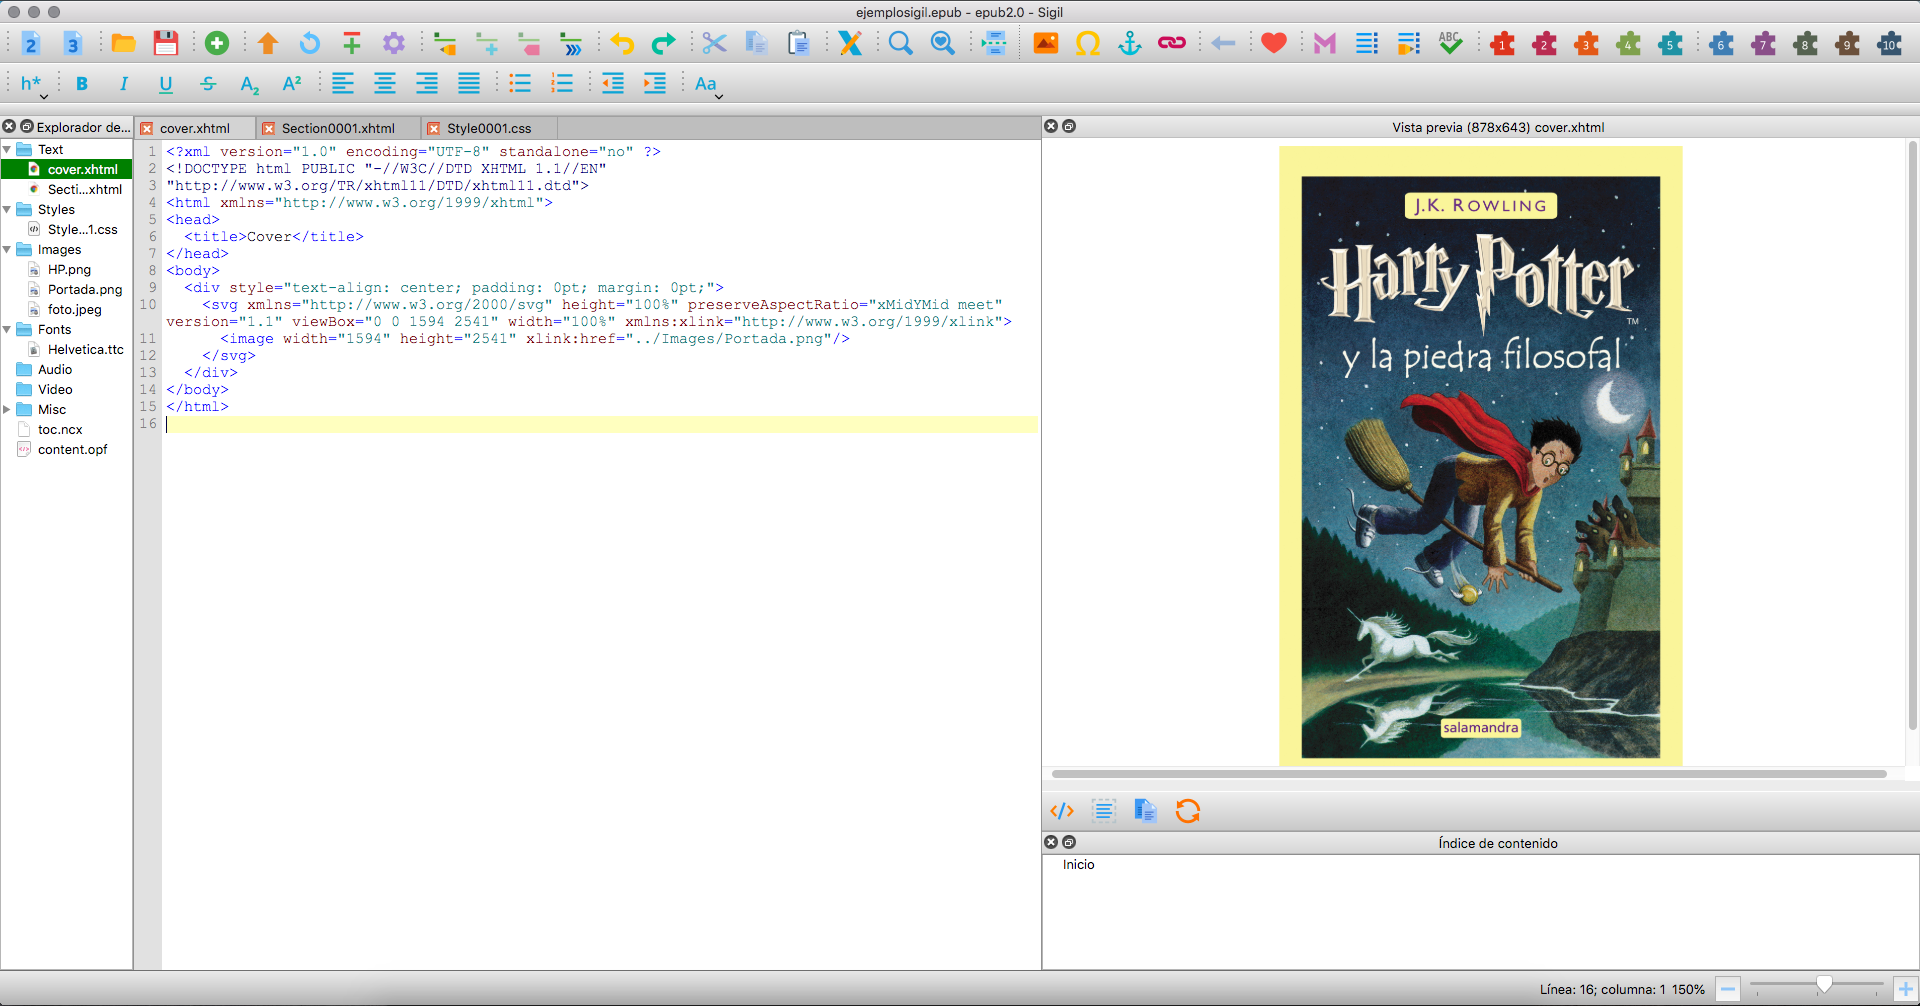 ejemplosigil.epub - epub2.0 - Sigil
2 3 ABC 1 2 3 4 5 6 7 8 9 10
h* B I U S A2 A2 Aa
Explorador de...
Text
cover.xhtml
Secti...xhtml
Styles
Style...1.css
Images
HP.png
Portada.png
foto.jpeg
Fonts
Helvetica.ttc
Audio
Video
Misc
toc.ncx
content.opf
cover.xhtml Section0001.xhtml Style0001.css
1 <?xml version="1.0" encoding="UTF-8" standalone="no" ?>
2 <!DOCTYPE html PUBLIC "-//W3C//DTD XHTML 1.1//EN"
3 "http://www.w3.org/TR/xhtml11/DTD/xhtml11.dtd">
4 <html xmlns="http://www.w3.org/1999/xhtml">
5 <head>
6 <title>Cover</title>
7 </head>
8 <body>
9 <div style="text-align: center; padding: 0pt; margin: 0pt;">
10 <svg xmlns="http://www.w3.org/2000/svg" height="100%" preserveAspectRatio="xMidYMid meet"
version="1.1" viewBox="0 0 1594 2541" width="100%" xmlns:xlink="http://www.w3.org/1999/xlink">
11 <image width="1594" height="2541" xlink:href="../Images/Portada.png"/>
12 </svg>
13 </div>
14 </body>
15 </html>
16
Vista previa (878x643) cover.xhtml
J.K. ROWLING
Harry Potter
TM
y la piedra filosofal
salamandra
Índice de contenido
Inicio
Línea: 16; columna: 1 150%